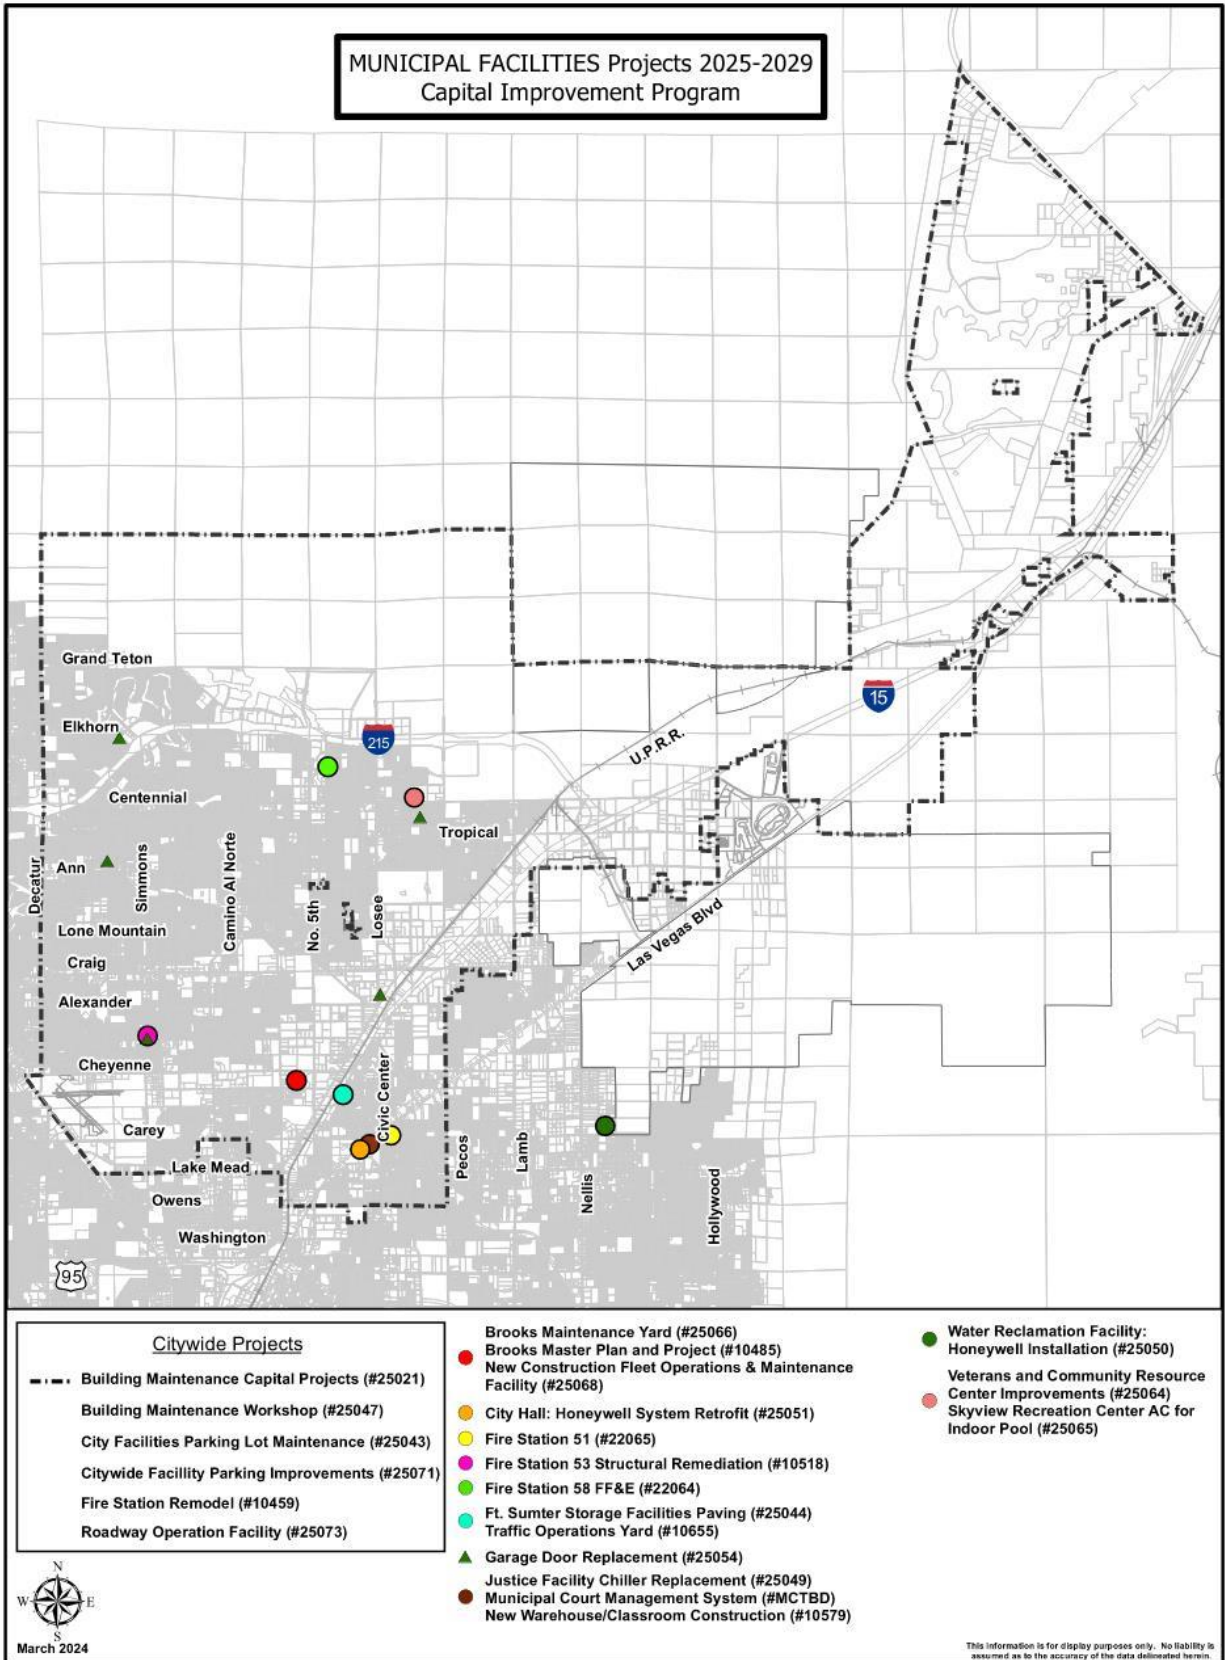 MUNICIPAL FACILITIES Projects 2025-2029
Capital Improvement Program
15
Grand Teton
Elkhorn
215
U.P.R.R.
Centennial
Tropical
Decatur
Ann
Simmons
Camino Al Norte
No. 5th
Losee
Lone Mountain
Las Vegas Blvd
Craig
Alexander
Cheyenne
Civic Center
Carey
Pecos
Lamb
Nellis
Hollywood
Lake Mead
Owens
Washington
95
Citywide Projects
Building Maintenance Capital Projects (#25021)
Building Maintenance Workshop (#25047)
City Facilities Parking Lot Maintenance (#25043)
Citywide Facillity Parking Improvements (#25071)
Fire Station Remodel (#10459)
Roadway Operation Facility (#25073)
Brooks Maintenance Yard (#25066)
Brooks Master Plan and Project (#10485)
New Construction Fleet Operations & Maintenance
Facility (#25068)
City Hall: Honeywell System Retrofit (#25051)
Fire Station 51 (#22065)
Fire Station 53 Structural Remediation (#10518)
Fire Station 58 FF&E (#22064)
Ft. Sumter Storage Facilities Paving (#25044)
Traffic Operations Yard (#10655)
Garage Door Replacement (#25054)
Justice Facility Chiller Replacement (#25049)
Municipal Court Management System (#MCTBD)
New Warehouse/Classroom Construction (#10579)
Water Reclamation Facility:
Honeywell Installation (#25050)
Veterans and Community Resource
Center Improvements (#25064)
Skyview Recreation Center AC for
Indoor Pool (#25065)
N
W E
S
March 2024
This information is for display purposes only. No liability is
assumed as to the accuracy of the data delineated herein.